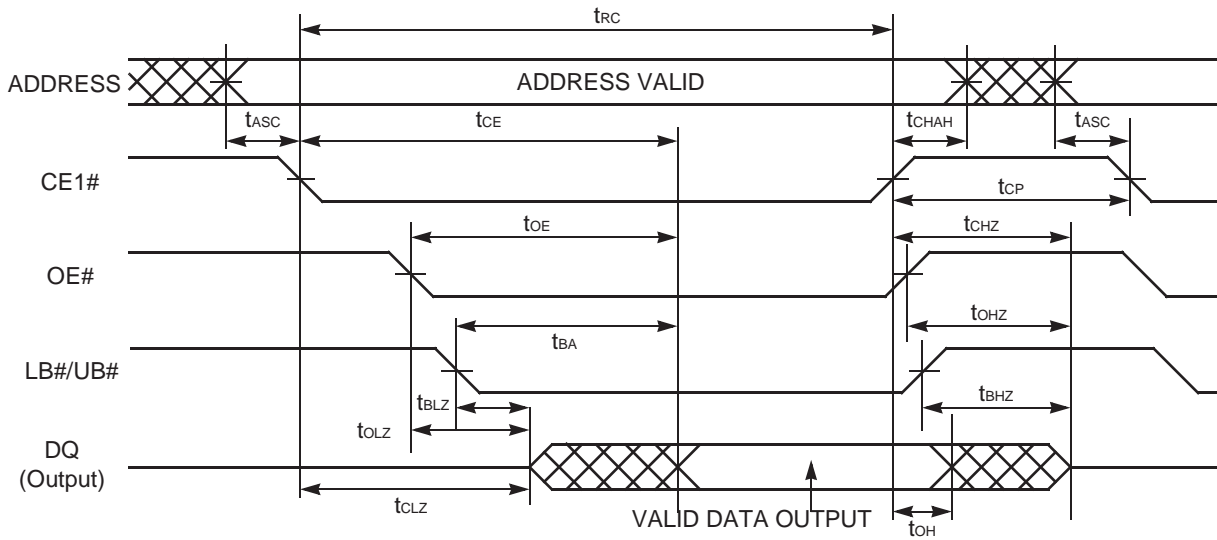 tRC
ADDRESS
ADDRESS VALID
tASC
tCE
tCHAH
tASC
CE1#
tCP
tOE
tCHZ
OE#
tBA
tOHZ
LB#/UB#
tBLZ
tBHZ
tOLZ
DQ
(Output)
tCLZ
VALID DATA OUTPUT
tOH